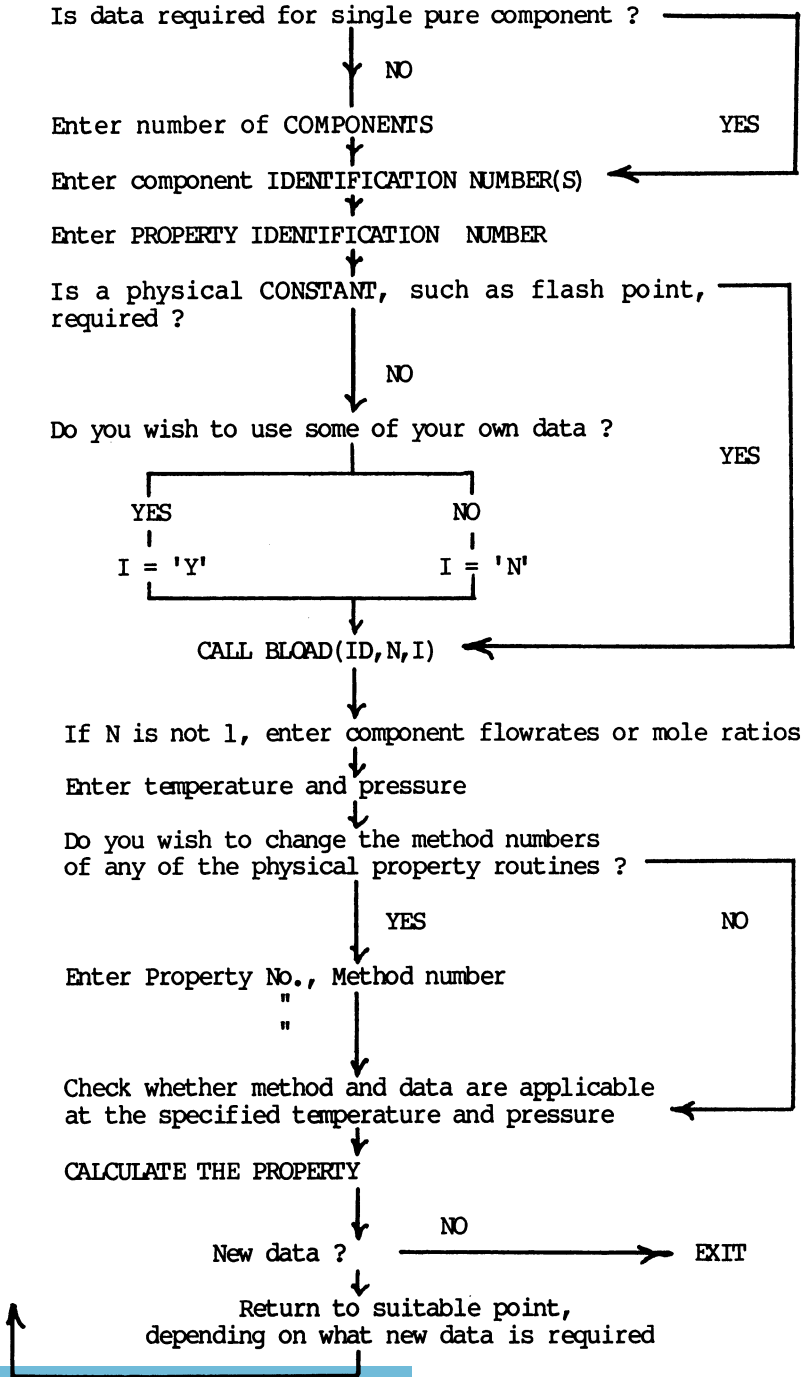 Is data required for single pure component ?
NO
Enter number of COMPONENTS
YES
Enter component IDENTIFICATION NUMBER(S)
Enter PROPERTY IDENTIFICATION NUMBER
Is a physical CONSTANT, such as flash point,
required ?
NO
Do you wish to use some of your own data ?
YES
YES
NO
I = 'Y'
I = 'N'
CALL BLOAD(ID,N,I)
If N is not 1, enter component flowrates or mole ratios
Enter temperature and pressure
Do you wish to change the method numbers
of any of the physical property routines ?
YES
NO
Enter Property No., Method number
"
"
Check whether method and data are applicable
at the specified temperature and pressure
CALCULATE THE PROPERTY
NO
New data ?
EXIT
Return to suitable point,
depending on what new data is required